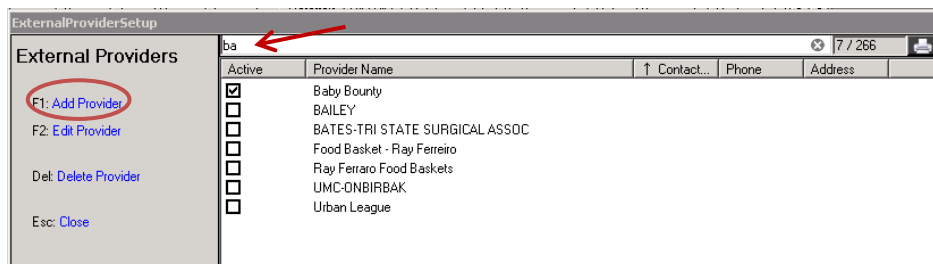 ExternalProviderSetup
External Providers
F1: Add Provider
F2: Edit Provider
Del: Delete Provider
Esc: Close
ba 7 / 266
Active Provider Name ↑ Contact... Phone Address
Baby Bounty
BAILEY
BATES-TRI STATE SURGICAL ASSOC
Food Basket - Ray Ferreiro
Ray Ferraro Food Baskets
UMC-ONBIRBAK
Urban League